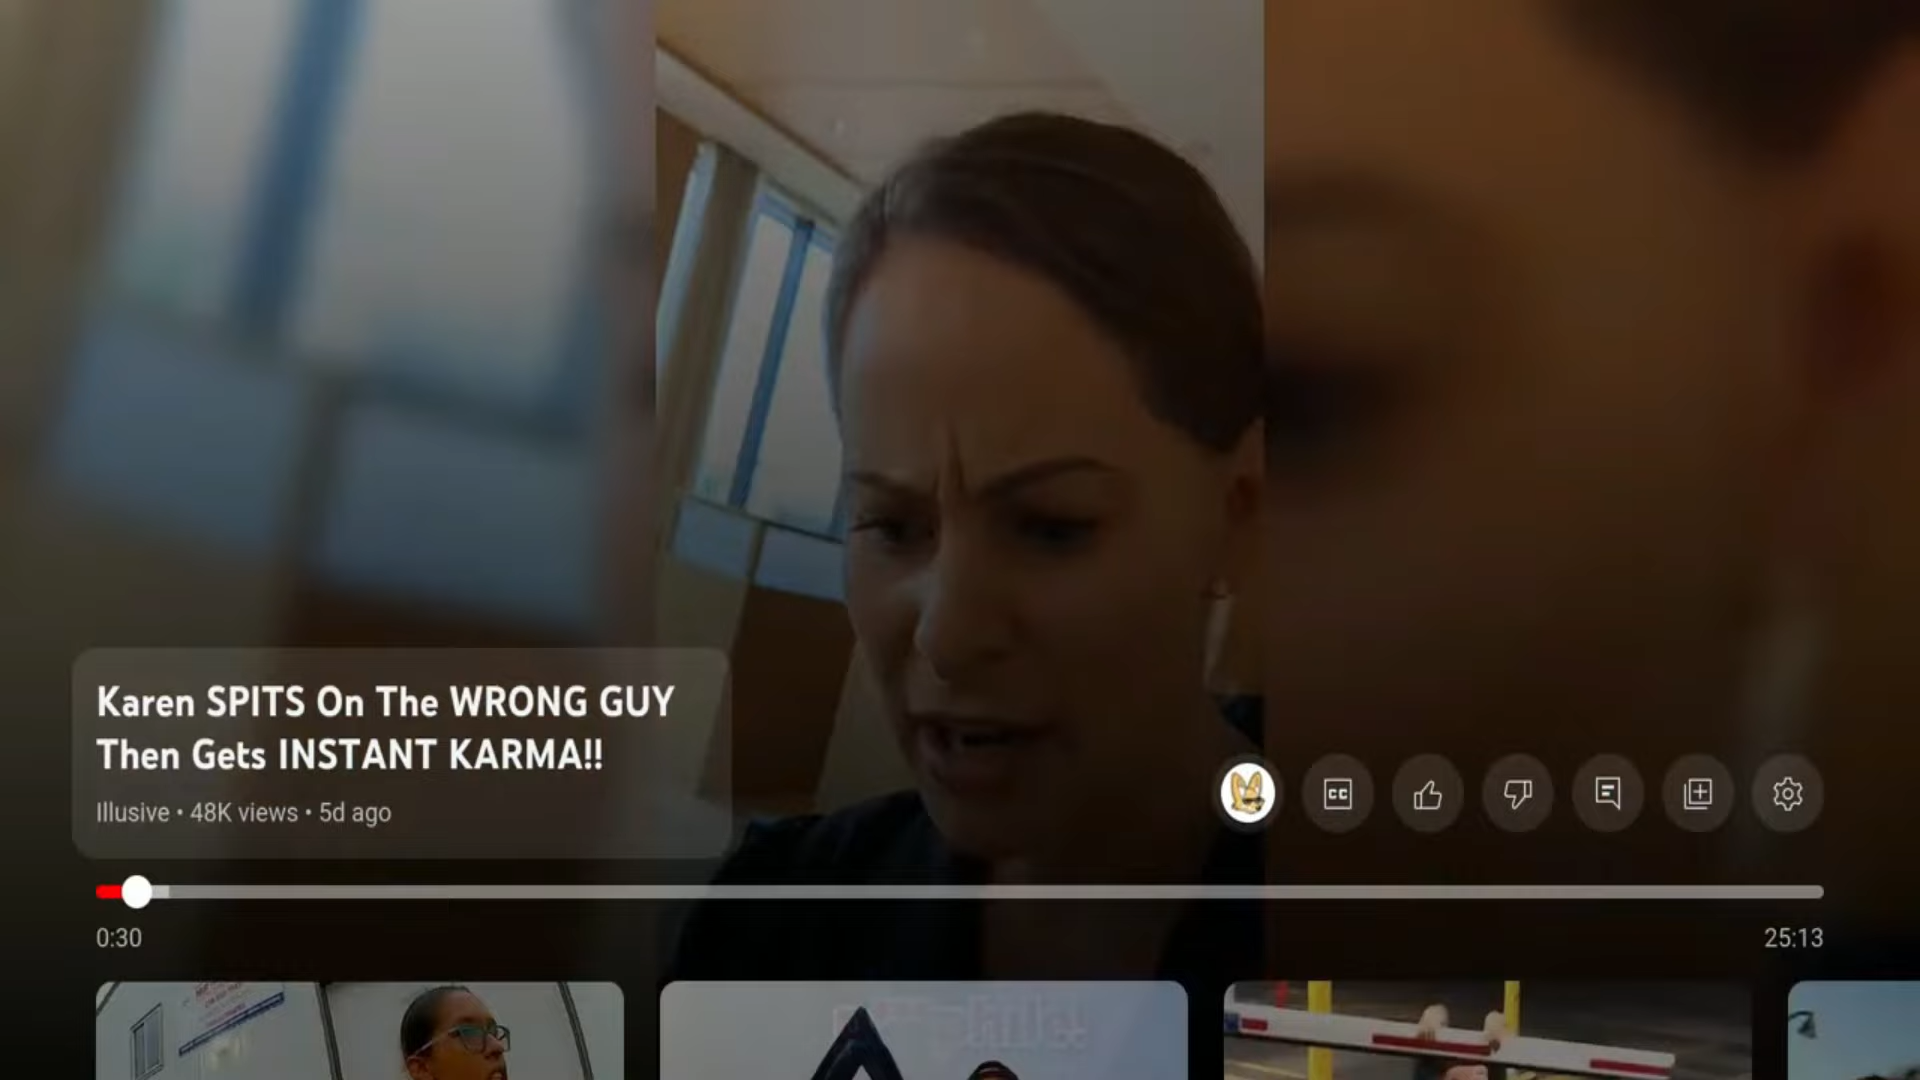 Karen SPITS On The WRONG GUY
Then Gets INSTANT KARMA!!
Illusive • 48K views • 5d ago
CC
0:30
25:13